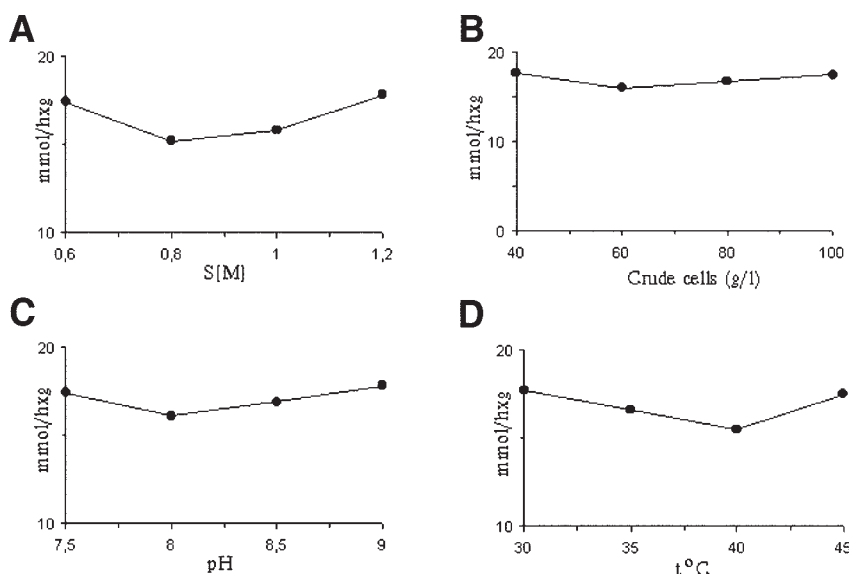 A
20
mmol/hxg
10
0,6 0,8 1 1,2
S[M]
B
20
mmol/hxg
10
0
40 60 80 100
Crude cells (g/l)
C
20
mmol/hxg
10
7,5 8 8,5 9
pH
D
20
mmol/hxg
10
30 35 40 45
t°C